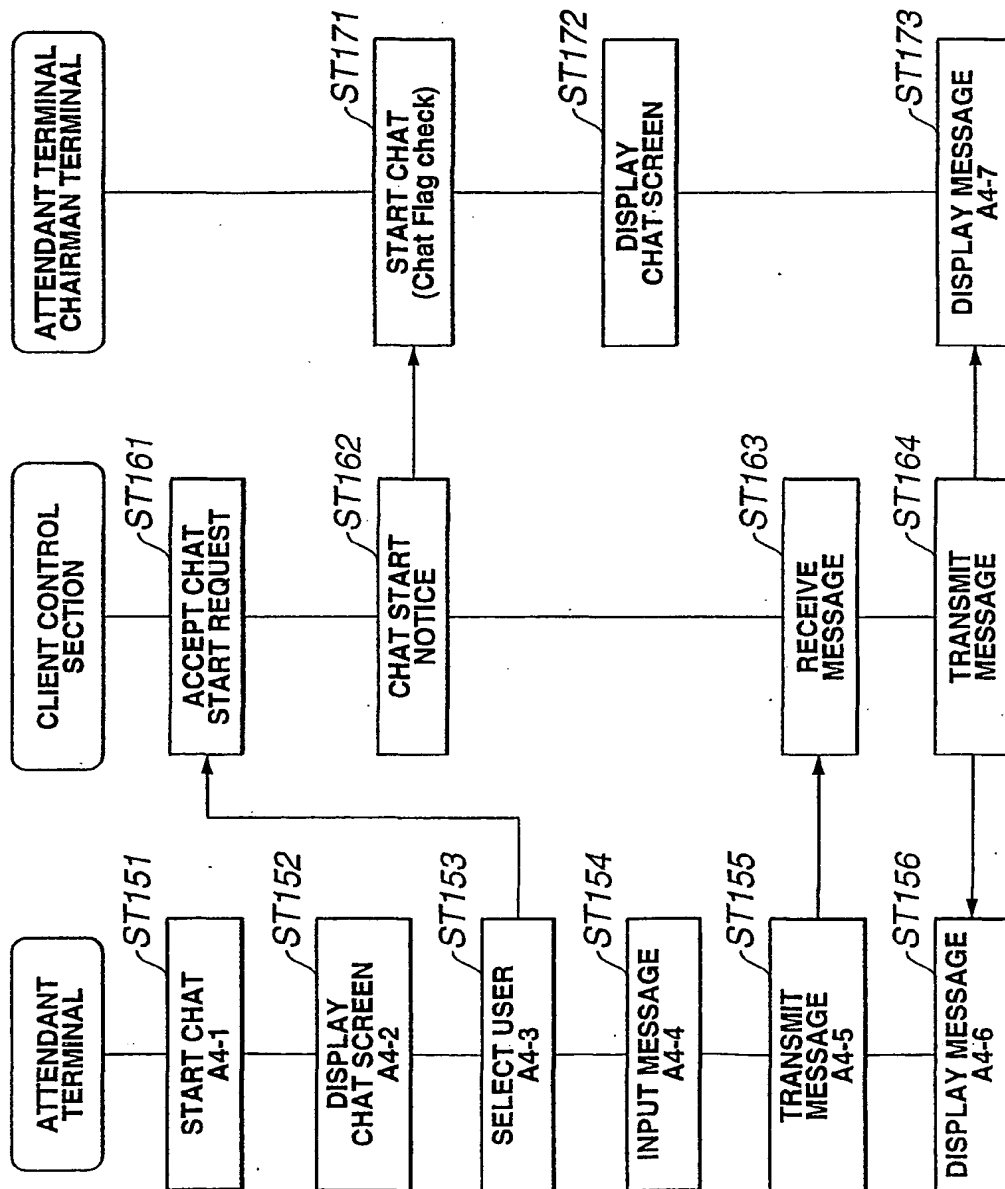 ATTENDANT
TERMINAL
START CHAT
A4-1
ST151
DISPLAY
CHAT SCREEN
A4-2
ST152
SELECT USER
A4-3
ST153
INPUT MESSAGE
A4-4
ST154
TRANSMIT
MESSAGE
A4-5
ST155
DISPLAY MESSAGE
A4-6
ST156
CLIENT CONTROL
SECTION
ACCEPT CHAT
START REQUEST
ST161
CHAT START
NOTICE
ST162
RECEIVE
MESSAGE
ST163
TRANSMIT
MESSAGE
ST164
ATTENDANT TERMINAL
CHAIRMAN TERMINAL
START CHAT
(Chat Flag check)
ST171
DISPLAY
CHAT SCREEN
ST172
DISPLAY MESSAGE
A4-7
ST173